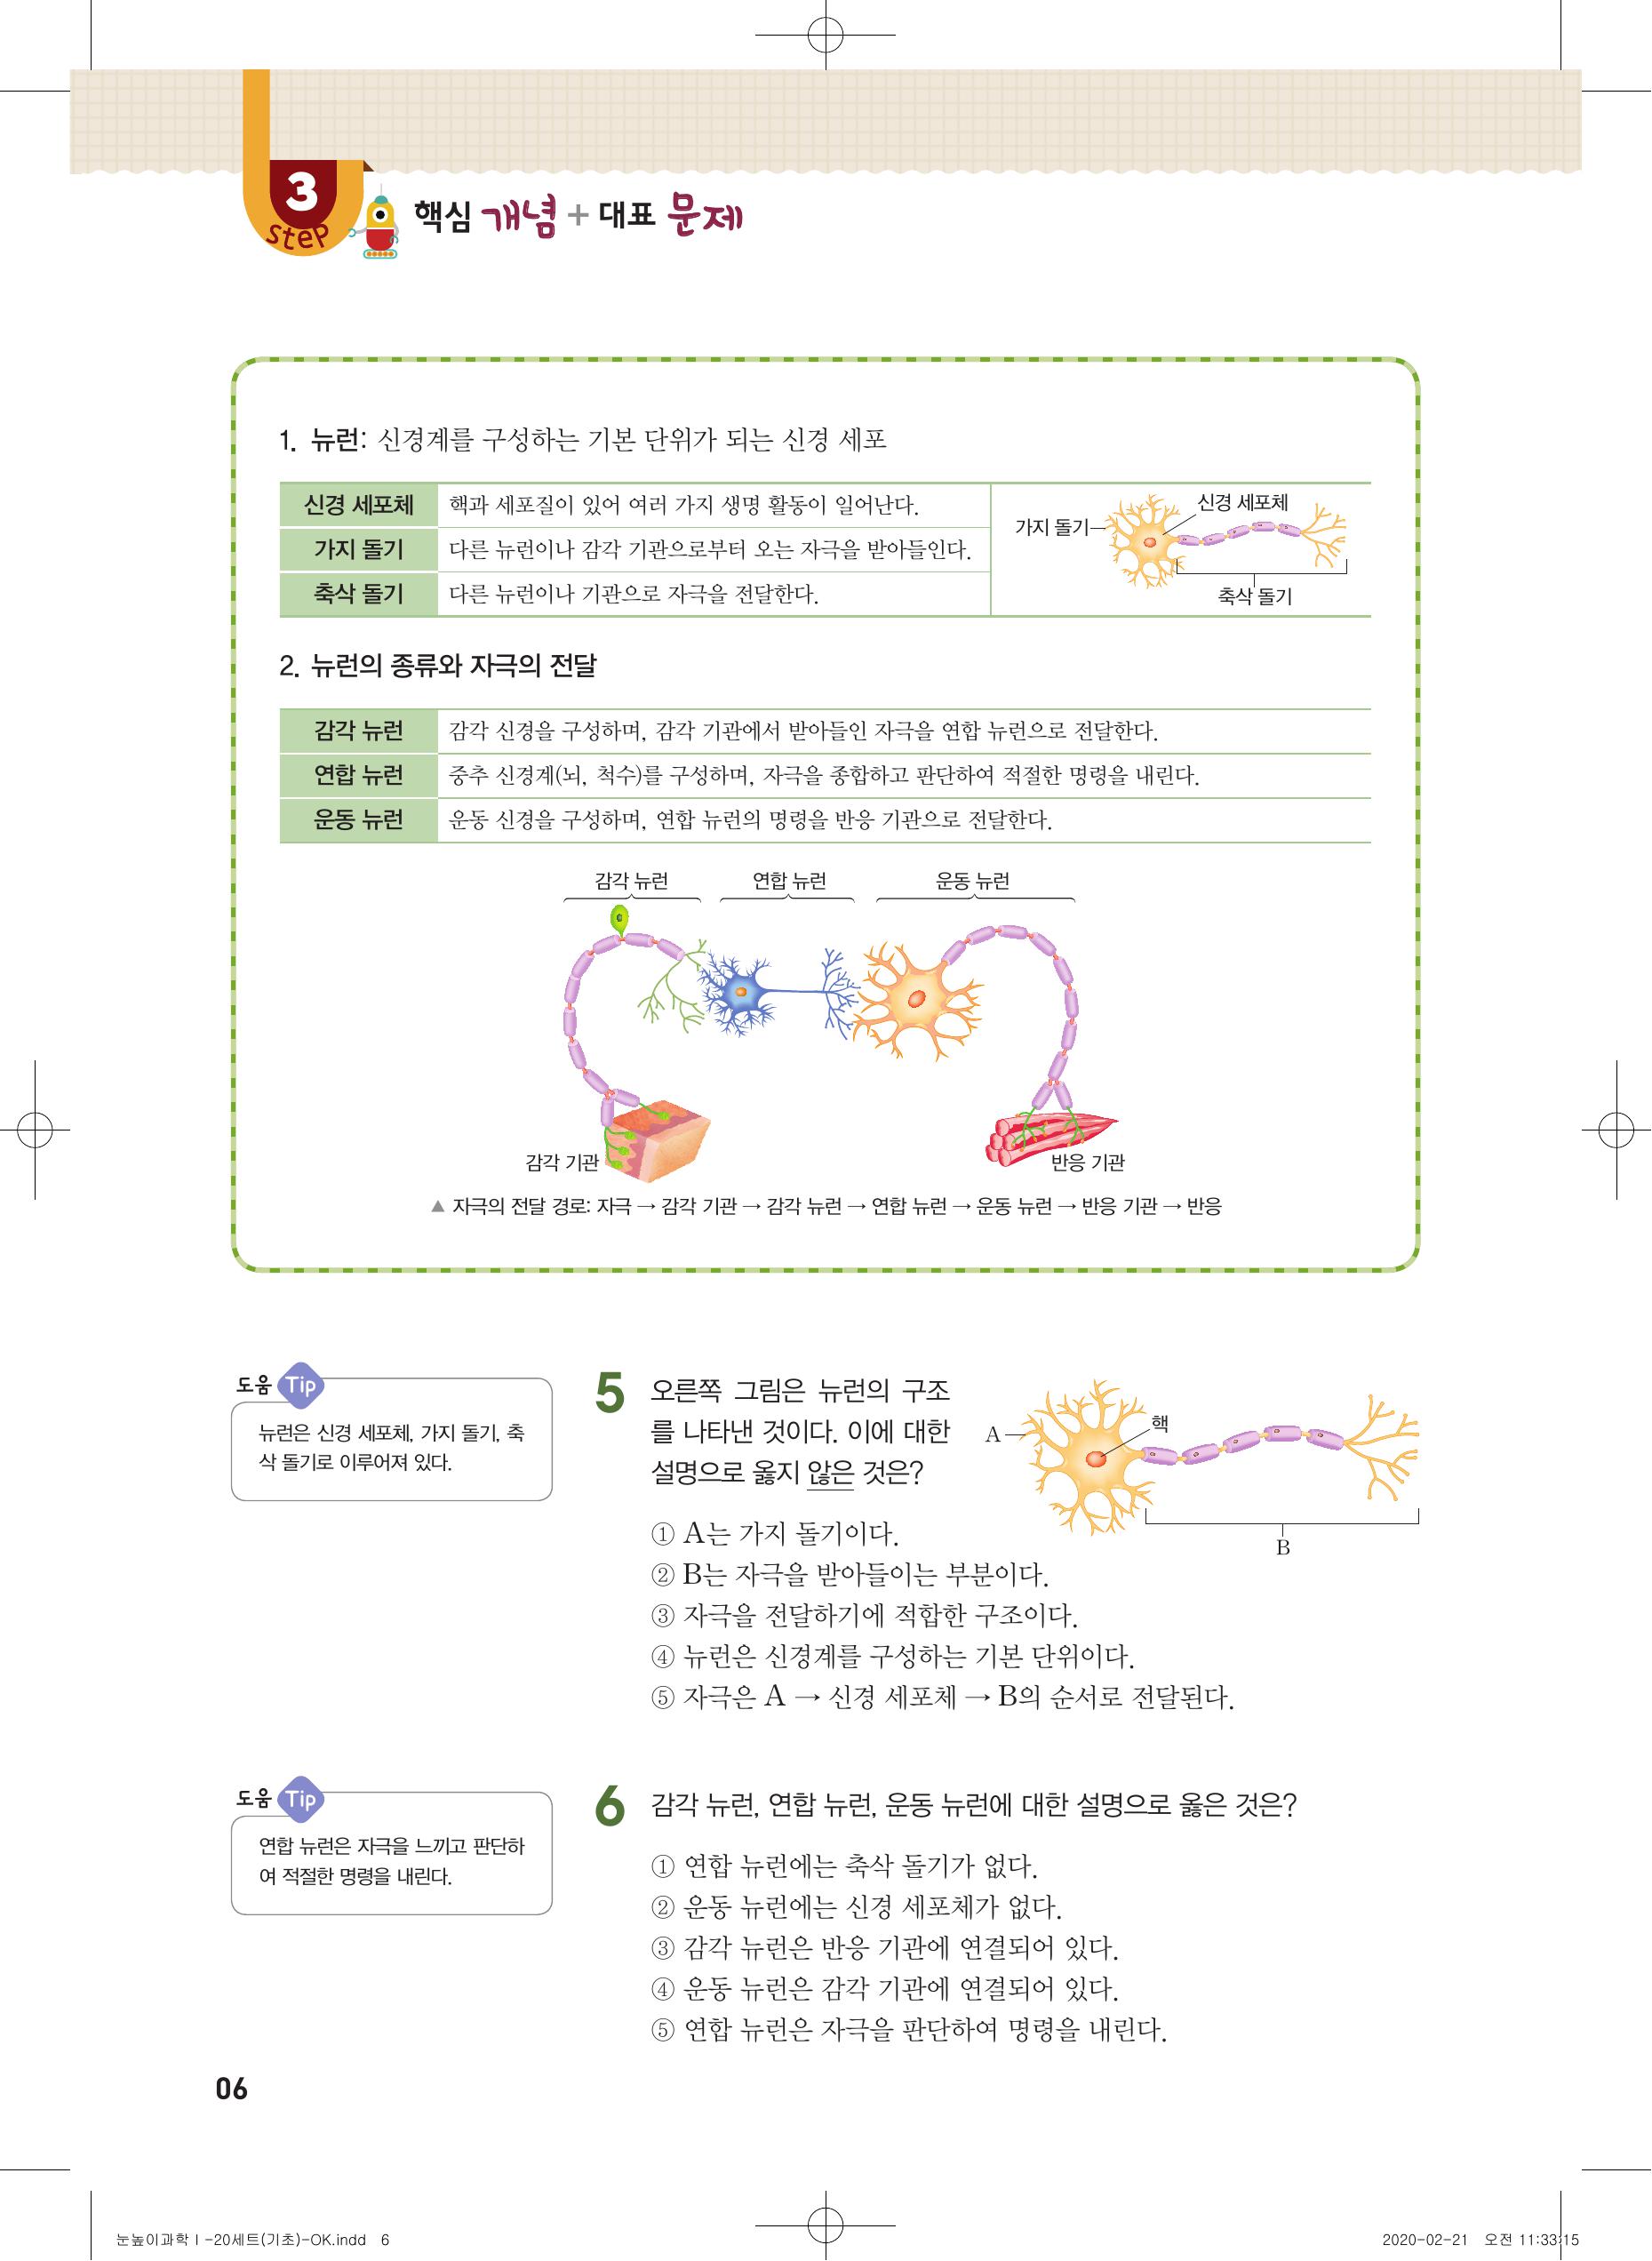 3
steP
핵심 개념 + 대표 문제
1. 뉴런: 신경계를 구성하는 기본 단위가 되는 신경 세포
신경 세포체 핵과 세포질이 있어 여러 가지 생명 활동이 일어난다.
가지 돌기 다른 뉴런이나 감각 기관으로부터 오는 자극을 받아들인다.
축삭 돌기 다른 뉴런이나 기관으로 자극을 전달한다.
신경 세포체
가지 돌기
축삭 돌기
2. 뉴런의 종류와 자극의 전달
감각 뉴런 감각 신경을 구성하며, 감각 기관에서 받아들인 자극을 연합 뉴런으로 전달한다.
연합 뉴런 중추 신경계(뇌, 척수)를 구성하며, 자극을 종합하고 판단하여 적절한 명령을 내린다.
운동 뉴런 운동 신경을 구성하며, 연합 뉴런의 명령을 반응 기관으로 전달한다.
감각 뉴런 연합 뉴런 운동 뉴런
감각 기관 반응 기관
▲ 자극의 전달 경로: 자극 → 감각 기관 → 감각 뉴런 → 연합 뉴런 → 운동 뉴런 → 반응 기관 → 반응
도움 Tip
뉴런은 신경 세포체, 가지 돌기, 축
삭 돌기로 이루어져 있다.
5 오른쪽 그림은 뉴런의 구조
를 나타낸 것이다. 이에 대한
설명으로 옳지 않은 것은?
A
핵
B
① A는 가지 돌기이다.
② B는 자극을 받아들이는 부분이다.
③ 자극을 전달하기에 적합한 구조이다.
④ 뉴런은 신경계를 구성하는 기본 단위이다.
⑤ 자극은 A → 신경 세포체 → B의 순서로 전달된다.
도움 Tip
연합 뉴런은 자극을 느끼고 판단하
여 적절한 명령을 내린다.
6 감각 뉴런, 연합 뉴런, 운동 뉴런에 대한 설명으로 옳은 것은?
① 연합 뉴런에는 축삭 돌기가 없다.
② 운동 뉴런에는 신경 세포체가 없다.
③ 감각 뉴런은 반응 기관에 연결되어 있다.
④ 운동 뉴런은 감각 기관에 연결되어 있다.
⑤ 연합 뉴런은 자극을 판단하여 명령을 내린다.
06
눈높이과학Ⅰ-20세트(기초)-OK.indd 6
2020-02-21 오전 11:33:15